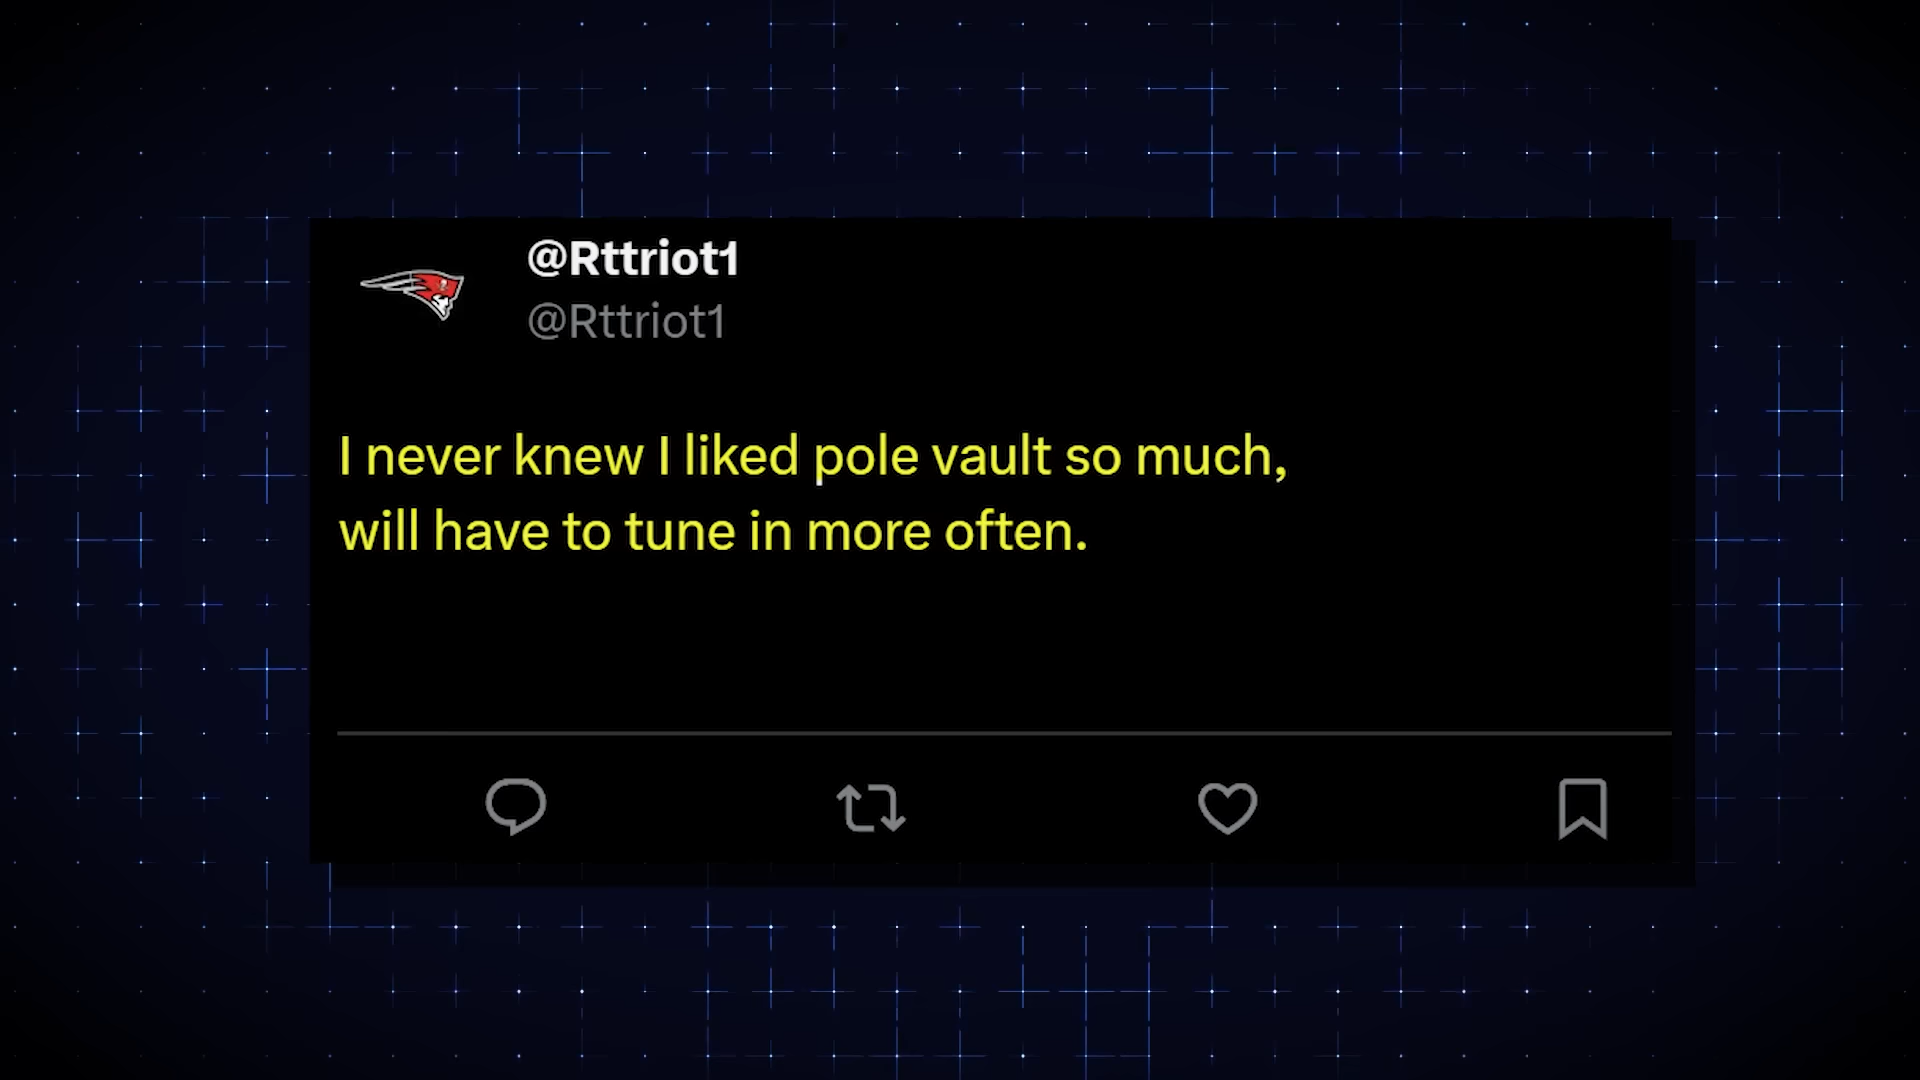 @Rttriot1
@Rttriot1
I never knew I liked pole vault so much,
will have to tune in more often.